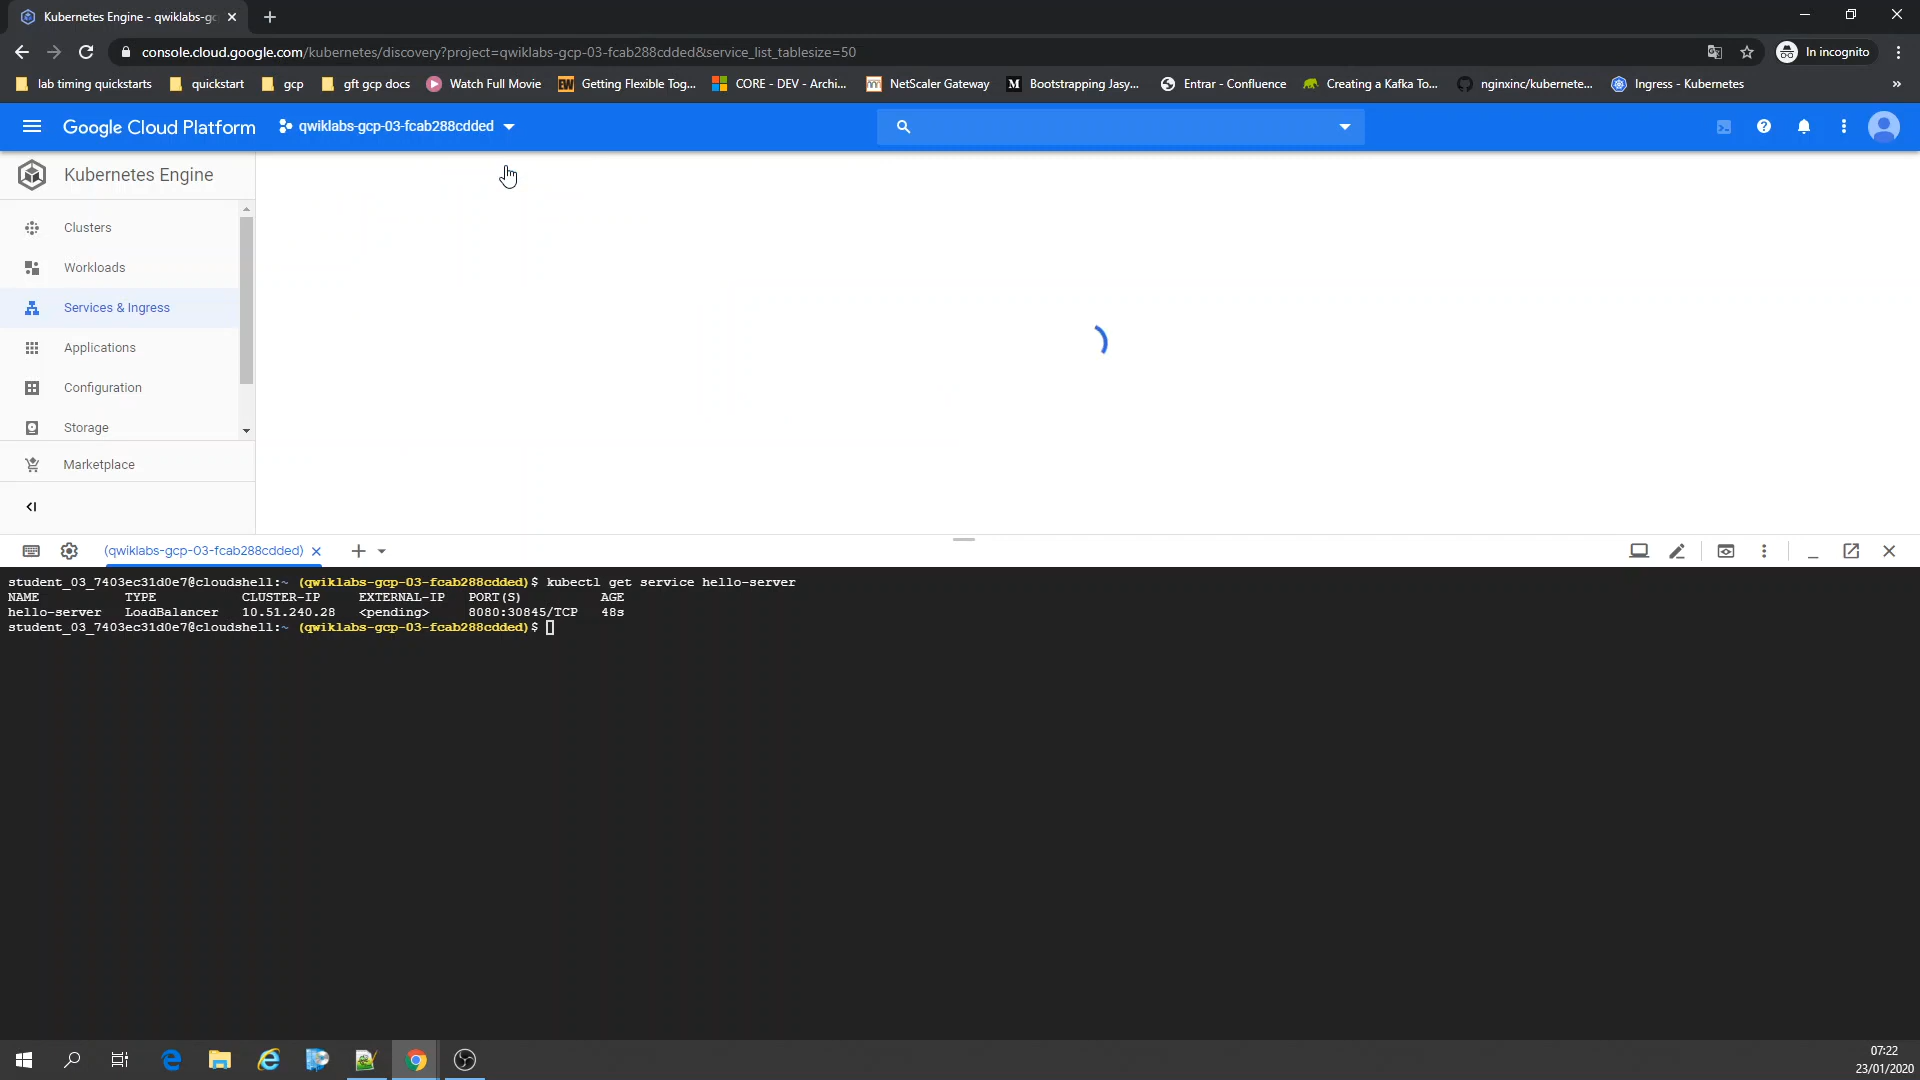 Kubernetes Engine - qwiklabs-gc
console.cloud.google.com/kubernetes/discovery?project=qwiklabs-gcp-03-fcab288cdded&service_list_tablesize=50
In incognito
lab timing quickstarts
quickstart
gcp
gft gcp docs
Watch Full Movie
Getting Flexible Tog...
CORE - DEV - Archi...
NetScaler Gateway
Bootstrapping Jasy...
Entrar - Confluence
Creating a Kafka To...
nginxinc/kubernete...
Ingress - Kubernetes
Google Cloud Platform
qwiklabs-gcp-03-fcab288cdded
Kubernetes Engine
Clusters
Workloads
Services & Ingress
Applications
Configuration
Storage
Marketplace
(qwiklabs-gcp-03-fcab288cdded)
student_03_7403ec31d0e7@cloudshell:~ (qwiklabs-gcp-03-fcab288cdded)$ kubectl get service hello-server
NAME TYPE CLUSTER-IP EXTERNAL-IP PORT(S) AGE
hello-server LoadBalancer 10.51.240.28 <pending> 8080:30845/TCP 48s
student_03_7403ec31d0e7@cloudshell:~ (qwiklabs-gcp-03-fcab288cdded)$
07:22
23/01/2020